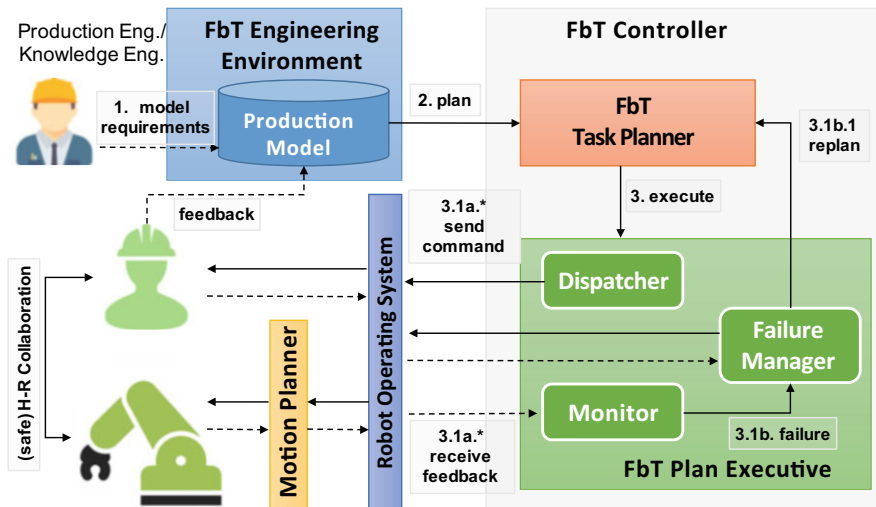 Production Eng./
Knowledge Eng.
FbT Engineering
Environment
FbT Controller
1. model
requirements
Production
Model
2. plan
FbT
Task Planner
3.1b.1
replan
feedback
3.1a.*
send
command
3. execute
(safe) H-R Collaboration
Robot Operating System
Dispatcher
Failure
Manager
Motion Planner
Monitor
3.1b. failure
3.1a.*
receive
feedback
FbT Plan Executive